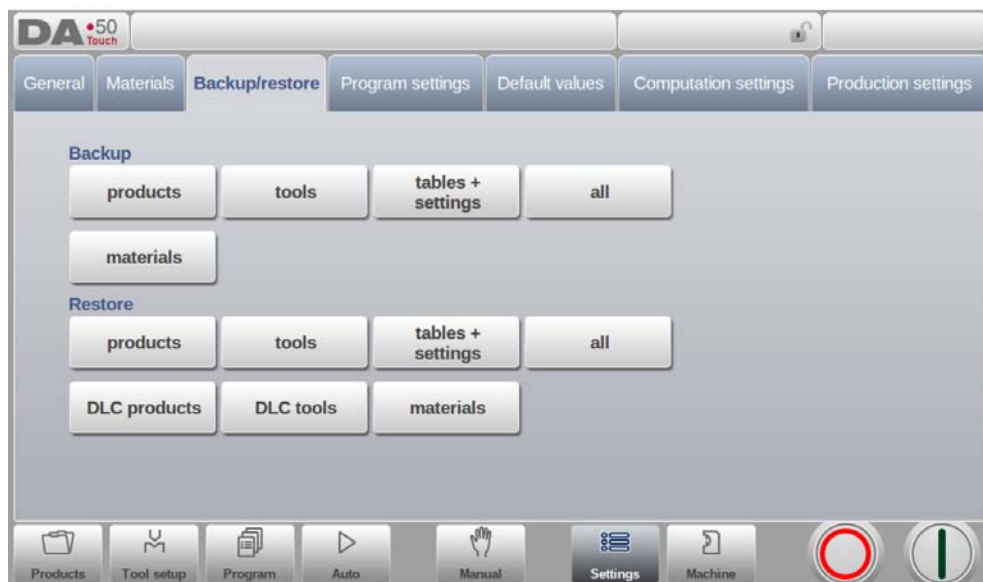 DA 50
Touch
General Materials Backup/restore Program settings Default values Computation settings Production settings
Backup
products tools tables + settings all
materials
Restore
products tools tables + settings all
DLC products DLC tools materials
Products Tool setup Program Auto Manual Settings Machine